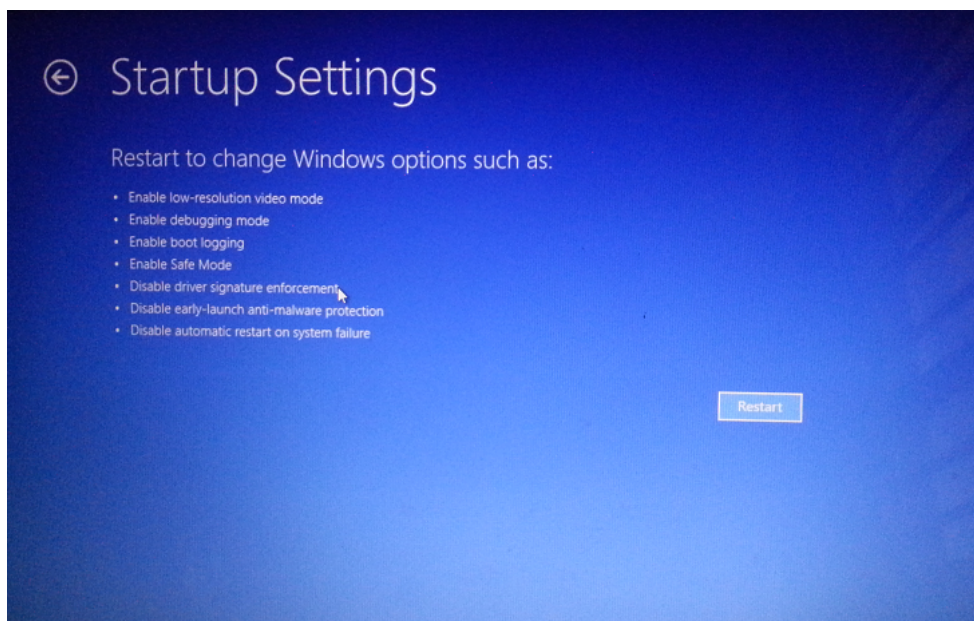 Startup Settings
Restart to change Windows options such as:
• Enable low-resolution video mode
• Enable debugging mode
• Enable boot logging
• Enable Safe Mode
• Disable driver signature enforcement
• Disable early-launch anti-malware protection
• Disable automatic restart on system failure
Restart